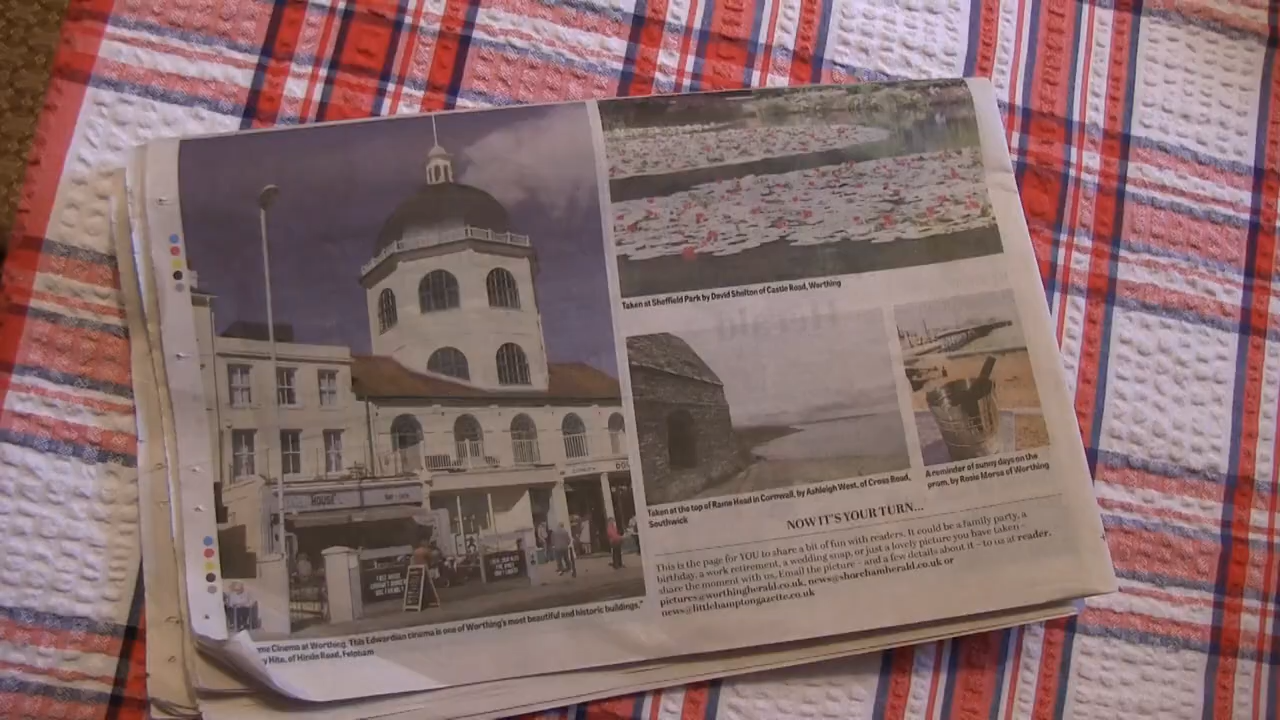 HOUSE
DO
me Cinema at Worthing. This Edwardian cinema is one of Worthing's most beautiful and historic buildings."
y Hite, of Hirsin Road, Felpham
Taken at Sheffield Park by David Shelton of Castle Road, Worthing
Taken at the top of Rame Head in Cornwall, by Ashleigh West, of Cross Road,
Southwick
A reminder of sunny days on the
prom, by Rosie Morsa of Worthing
NOW IT'S YOUR TURN...
This is the page for YOU to share a bit of fun with readers. It could be a family party, a
birthday, a work retirement, a wedding snap, or just a lovely picture you have taken -
share the moment with us. Email the picture - and a few details about it - to us at reader.
pictures@worthingherald.co.uk, news@shorehamherald.co.uk or
news@littlehamptongazette.co.uk